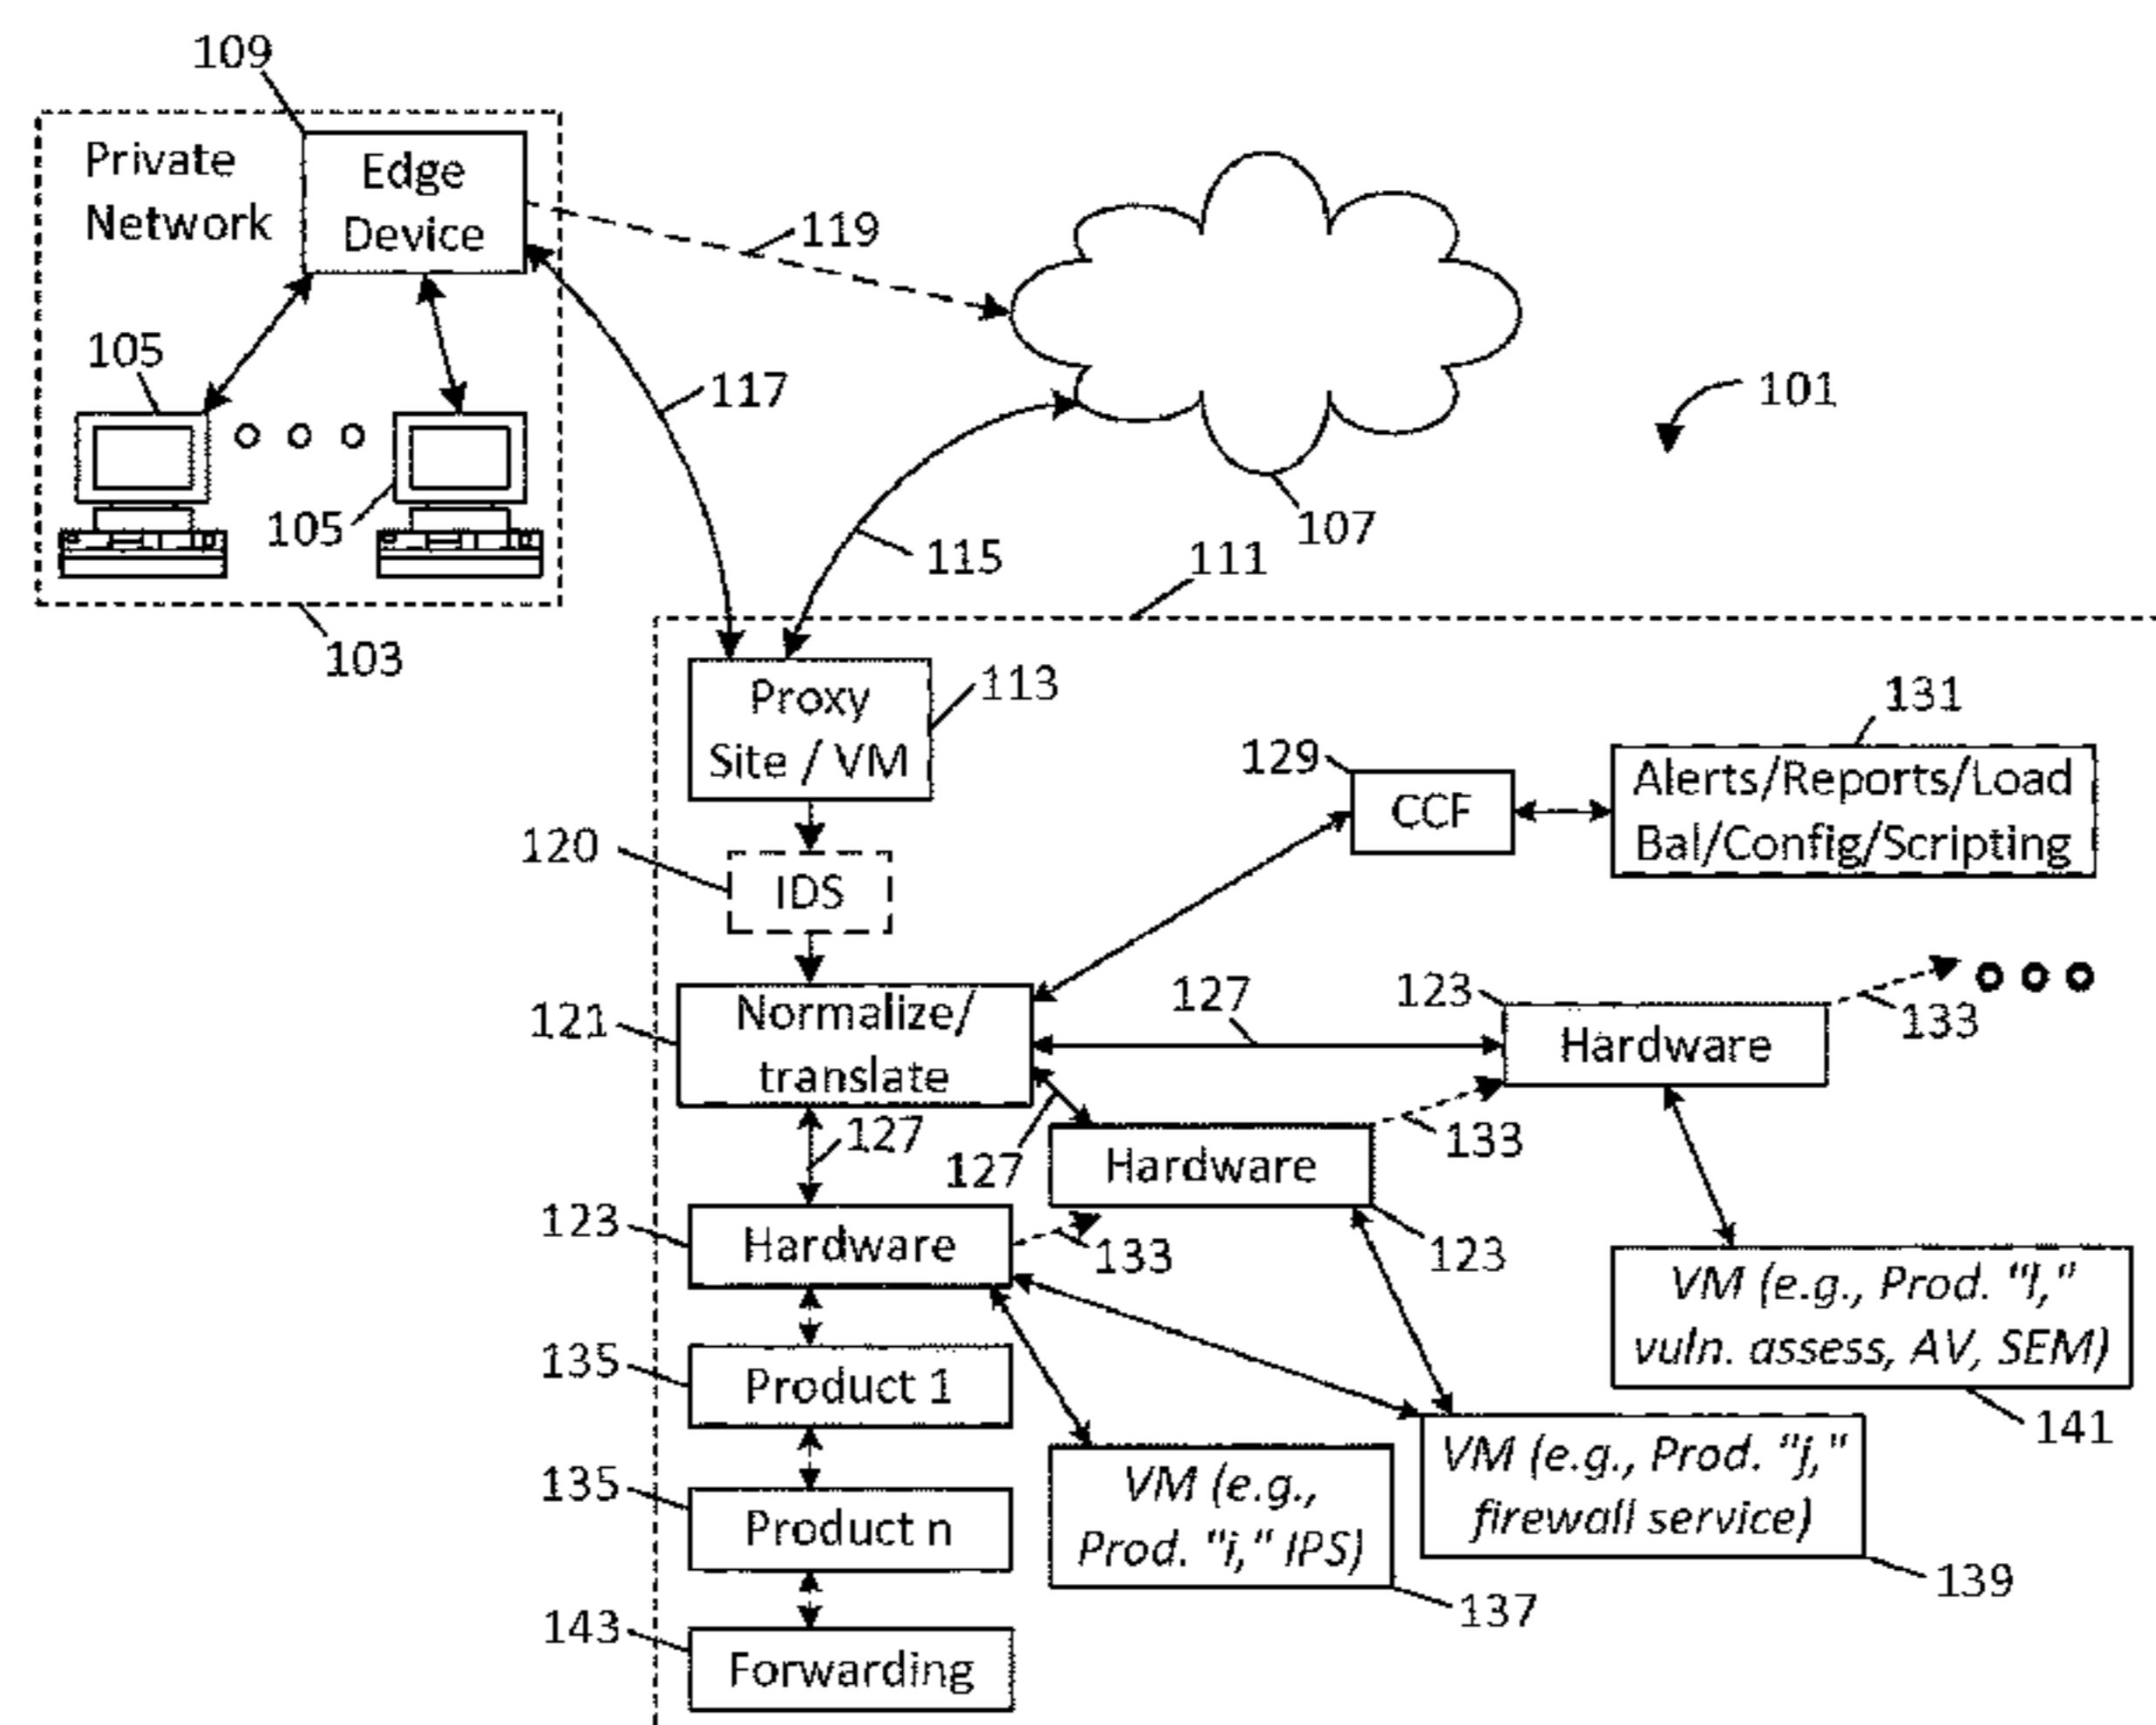 109
Private
Network
Edge
Device
119
105
117
101
105
107
115
111
103
Proxy
Site / VM
113
131
129
CCF
Alerts/Reports/Load
Bal/Config/Scripting
120
IDS
121
Normalize/
translate
127
123
Hardware
133
127
127
Hardware
133
123
Hardware
133
123
VM (e.g., Prod. "l,"
vuln. assess, AV, SEM)
141
135
Product 1
135
Product n
VM (e.g.,
Prod. "i," IPS)
137
VM (e.g., Prod. "j,"
firewall service)
139
143
Forwarding